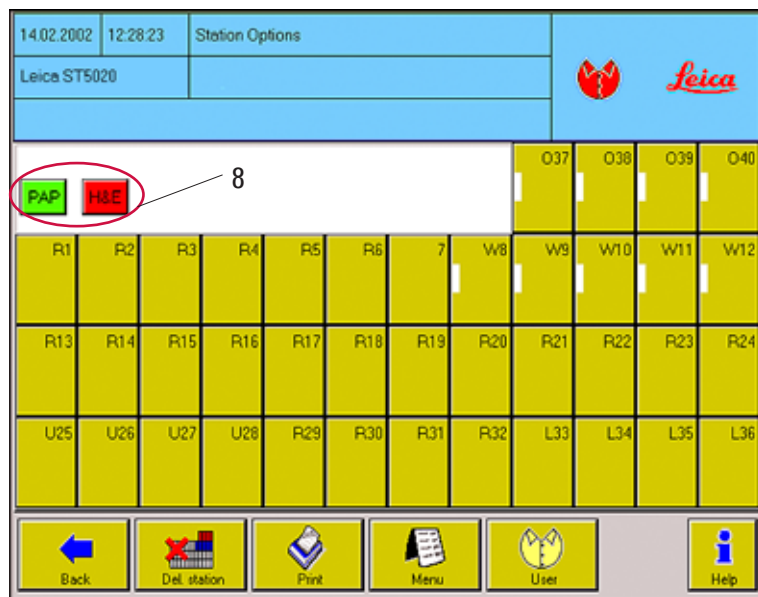 14.02.2002 12:28:23 Station Options
Leica ST5020
Leica
PAP H&E 8
O37 O38 O39 O40
R1 R2 R3 R4 R5 R6 7 W8 W9 W10 W11 W12
R13 R14 R15 R16 R17 R18 R19 R20 R21 R22 R23 R24
U25 U26 U27 U28 R29 R30 R31 R32 L33 L34 L35 L36
Back Del. station Print Menu User Help